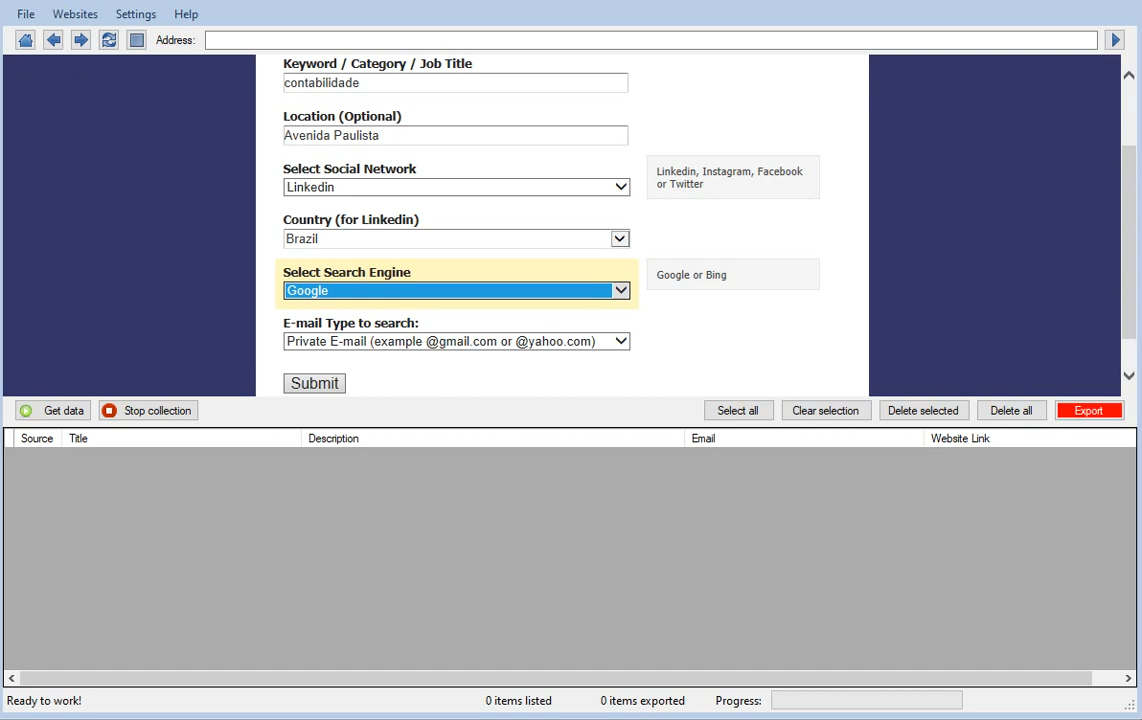 File Websites Settings Help
Address:
Keyword / Category / Job Title
contabilidade
Location (Optional)
Avenida Paulista
Select Social Network
Linkedin
Linkedin, Instagram, Facebook
or Twitter
Country (for Linkedin)
Brazil
Select Search Engine
Google
Google or Bing
E-mail Type to search:
Private E-mail (example @gmail.com or @yahoo.com)
Submit
Get data Stop collection Select all Clear selection Delete selected Delete all Export
Source Title Description Email Website Link
Ready to work! 0 items listed 0 items exported Progress: